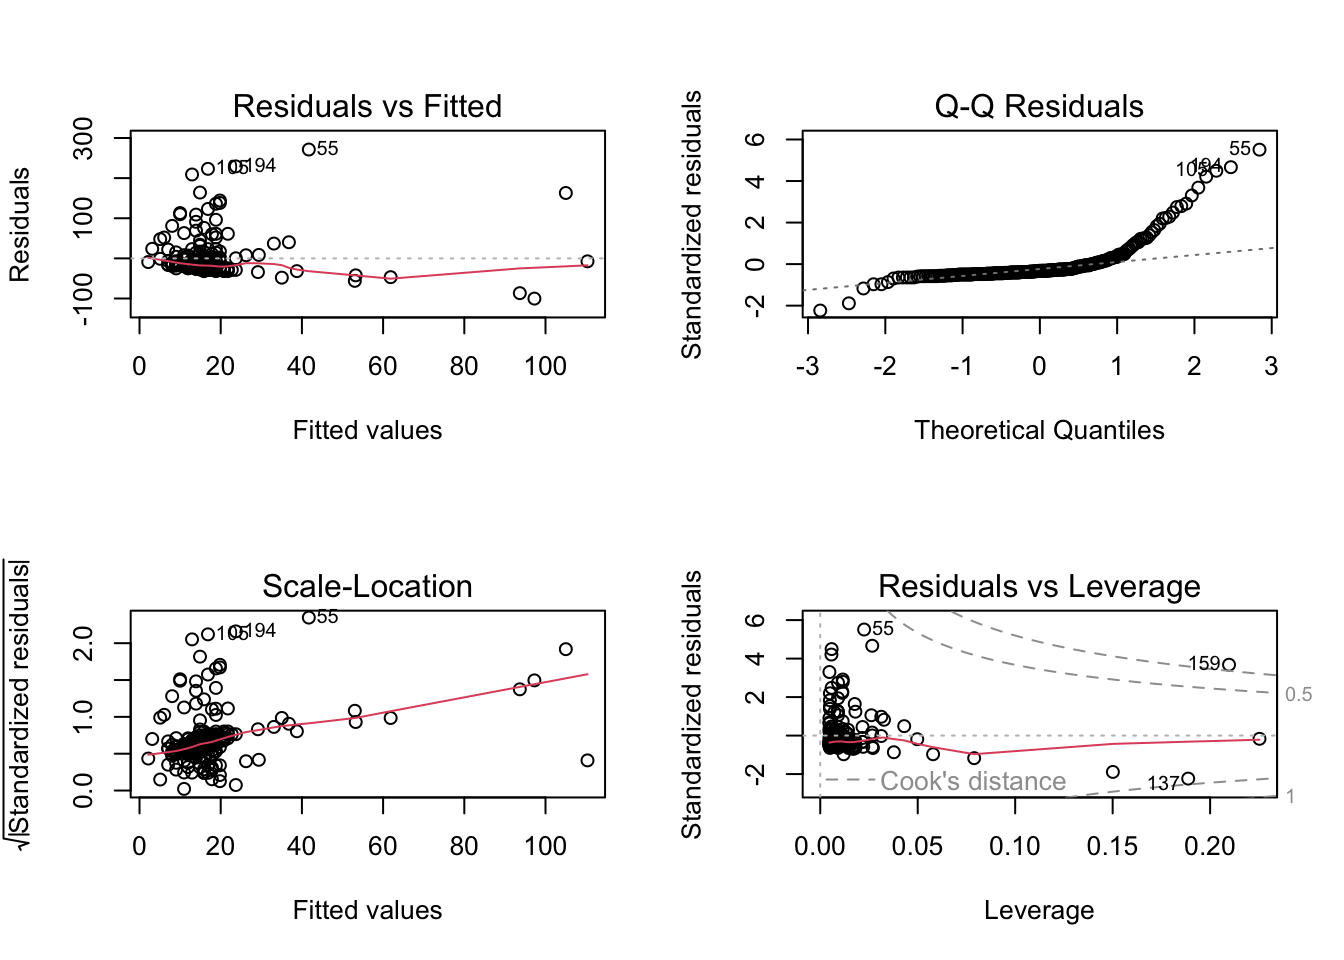 Residuals vs Fitted
Residuals
300
100
-100
55
105
194
0 20 40 60 80 100
Fitted values
Q-Q Residuals
Standardized residuals
6
4
2
0
-2
55
194
105
-3 -2 -1 0 1 2 3
Theoretical Quantiles
Scale-Location
√|Standardized residuals|
2.0
1.0
0.0
55
105
194
0 20 40 60 80 100
Fitted values
Residuals vs Leverage
Standardized residuals
6
4
2
-2
55
159
0.5
137
Cook's distance
1
0.00 0.05 0.10 0.15 0.20
Leverage